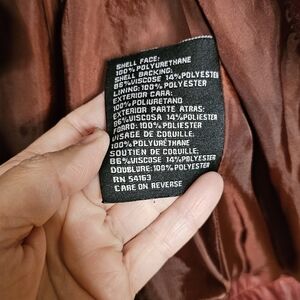 SHELL FACE:
100% POLYURETHANE
SHELL BACKING:
86% VISCOSE 14% POLYESTER
LINING: 100% POLYESTER
EXTERIOR CARA:
100% POLIURETANO
EXTERIOR PARTE ATRAS:
86% VISCOSA 14% POLIESTER
FORRO: 100% POLIESTER
VISAGE DE COQUILLE:
100% POLYURÉTHANE
SOUTIEN DE COQUILLE:
86% VISCOSE 14% POLYESTER
DOUBLURE: 100% POLYESTER
RN 54163
CARE ON REVERSE